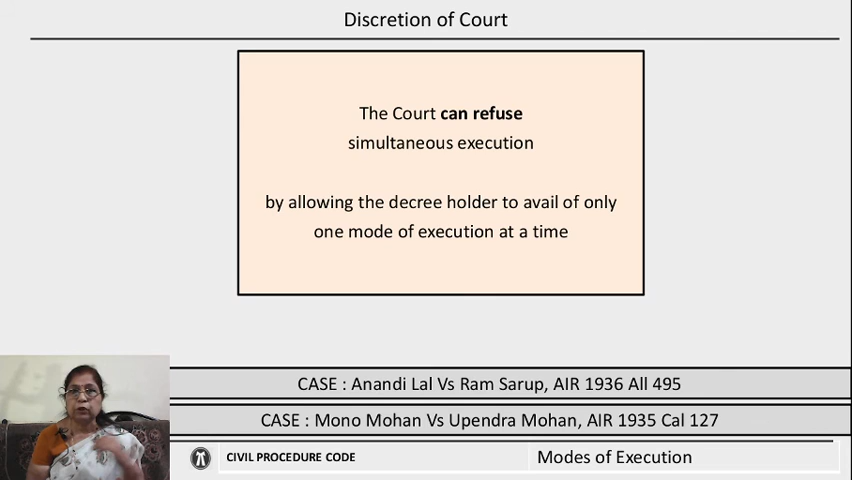 Discretion of Court
The Court can refuse
simultaneous execution
by allowing the decree holder to avail of only
one mode of execution at a time
CASE : Anandi Lal Vs Ram Sarup, AIR 1936 All 495
CASE : Mono Mohan Vs Upendra Mohan, AIR 1935 Cal 127
CIVIL PROCEDURE CODE
Modes of Execution